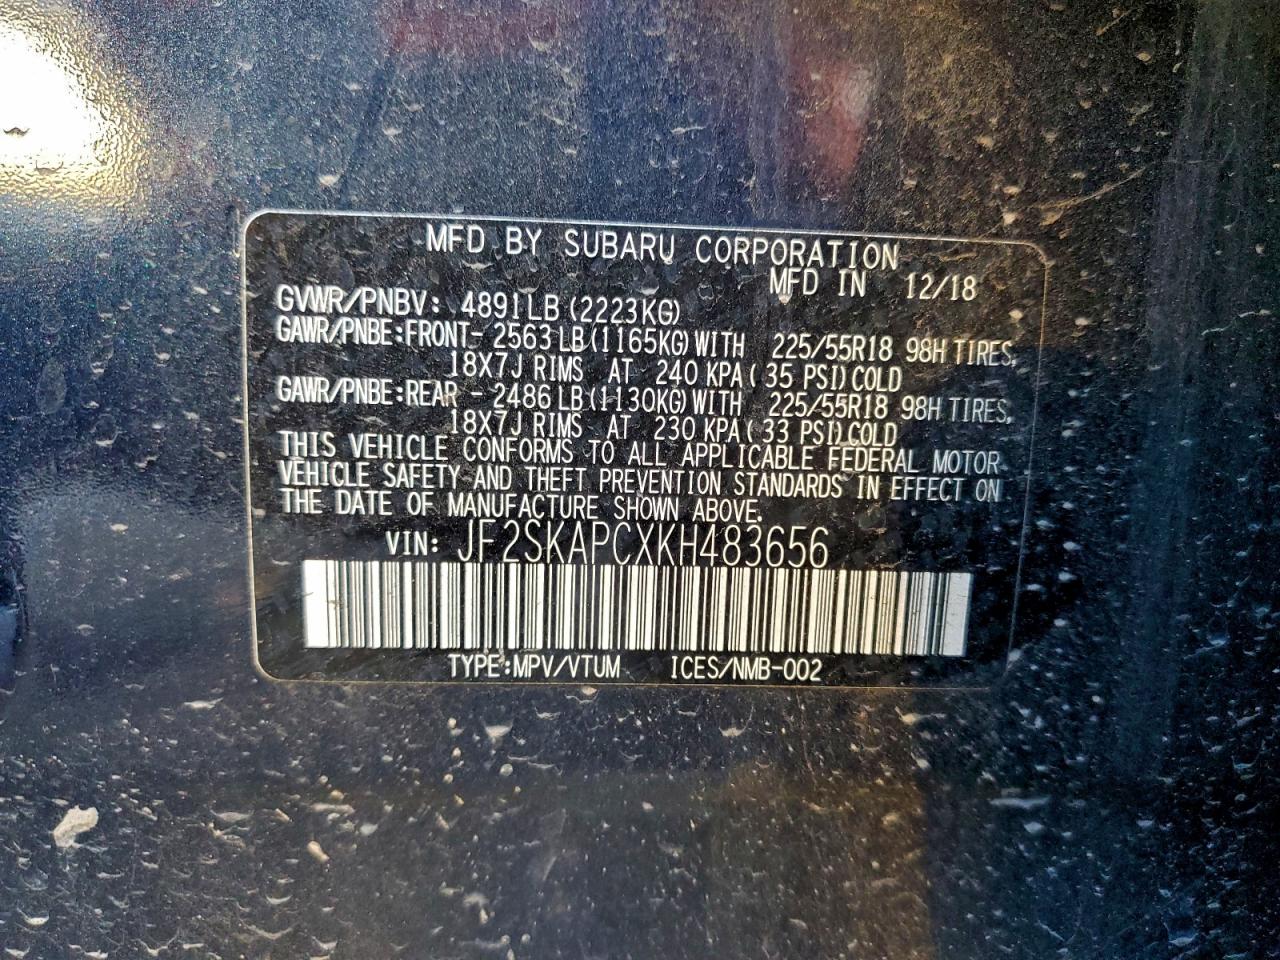 MFD BY SUBARU CORPORATION
MFD IN 12/18
GVWR/PNBV: 4891LB(2223KG)
GAWR/PNBE:FRONT- 2563LB(1165KG)WITH 225/55R18 98H TIRES,
18X7J RIMS AT 240 KPA(35 PSI)COLD
GAWR/PNBE:REAR - 2486LB(1130KG)WITH 225/55R18 98H TIRES,
18X7J RIMS AT 230 KPA(33 PSI)COLD
THIS VEHICLE CONFORMS TO ALL APPLICABLE FEDERAL MOTOR
VEHICLE SAFETY AND THEFT PREVENTION STANDARDS IN EFFECT ON
THE DATE OF MANUFACTURE SHOWN ABOVE.
VIN: JF2SKAPCXKH483656
TYPE:MPV/VTUM ICES/NMB-002